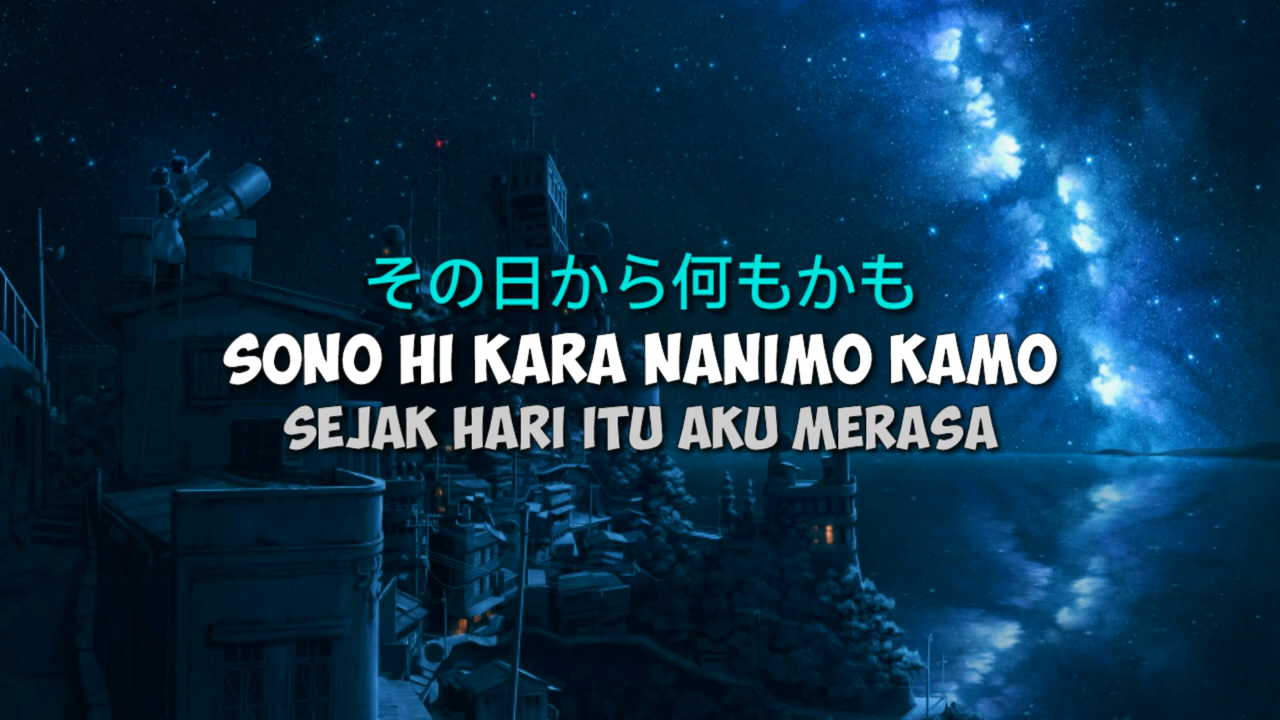 その日から何もかも
SONO HI KARA NANIMO KAMO
SEJAK HARI ITU AKU MERASA